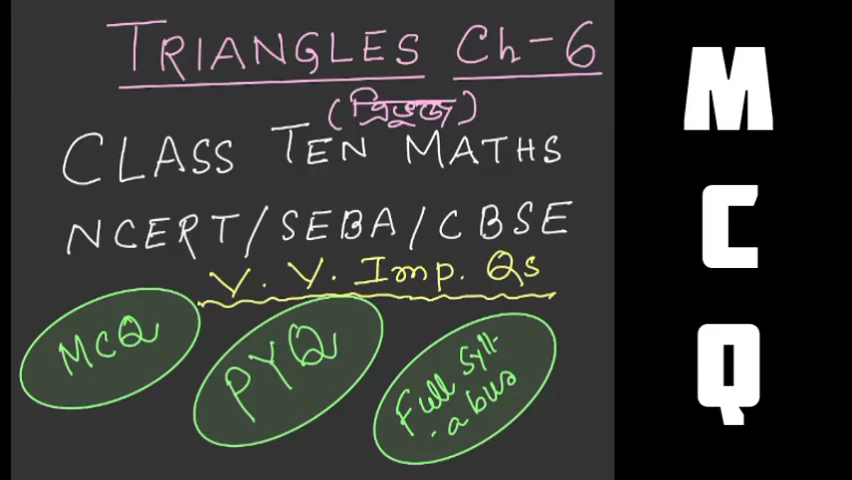 TRIANGLES Ch-6
(ত্রিভূজ)
CLASS TEN MATHS
NCERT/SEBA/CBSE
V. V. Imp. Qs
MCQ
PYQ
Full Syll-
-abus
M
C
Q